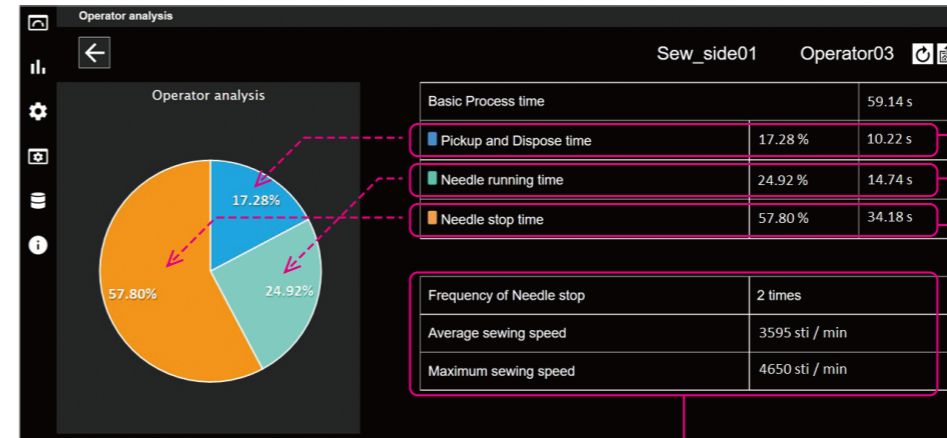 Operator analysis
Sew_side01 Operator03
Operator analysis
17.28%
24.92%
57.80%
Basic Process time 59.14 s
Pickup and Dispose time 17.28 % 10.22 s
Needle running time 24.92 % 14.74 s
Needle stop time 57.80 % 34.18 s
Frequency of Needle stop 2 times
Average sewing speed 3595 sti / min
Maximum sewing speed 4650 sti / min